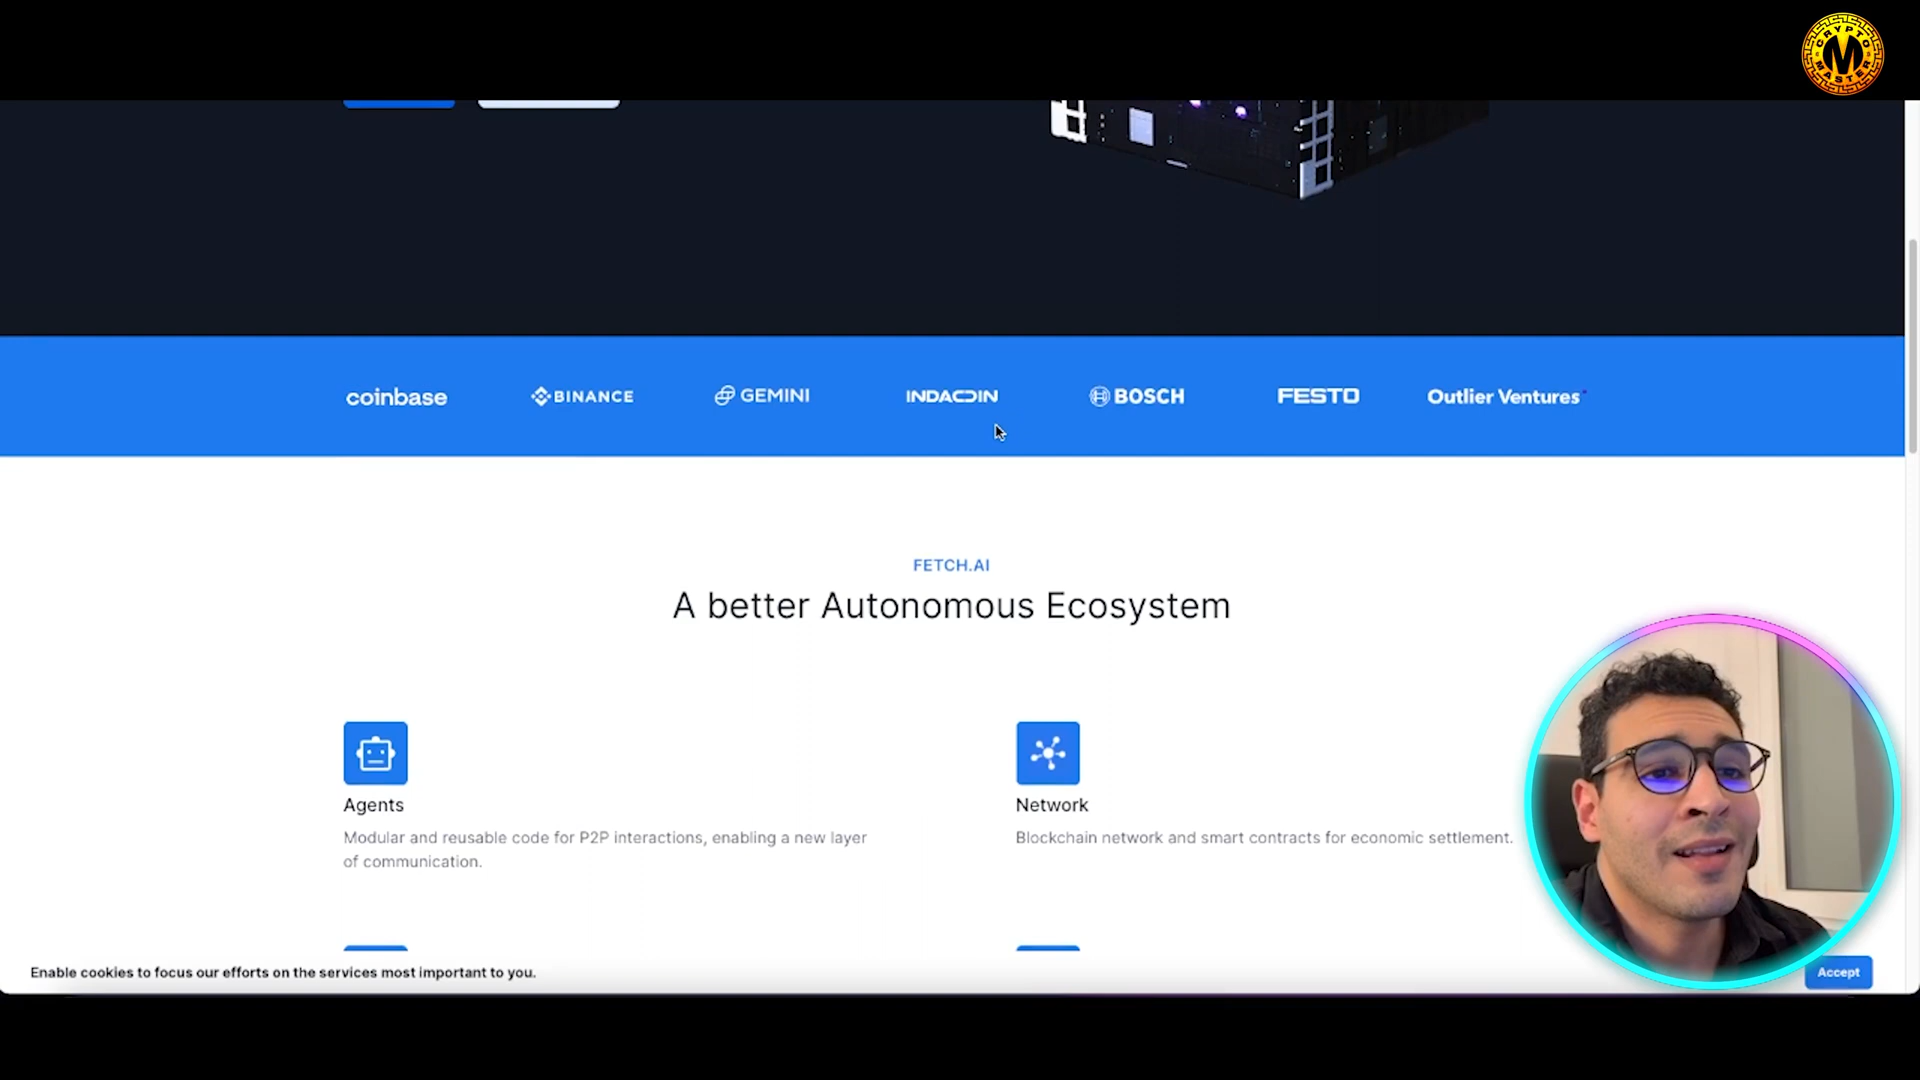 CRYPTO
M
MASTER
coinbase BINANCE GEMINI INDACOIN BOSCH FESTO Outlier Ventures
FETCH.AI
A better Autonomous Ecosystem
Agents
Modular and reusable code for P2P interactions, enabling a new layer
of communication.
Network
Blockchain network and smart contracts for economic settlement.
Enable cookies to focus our efforts on the services most important to you.
Accept